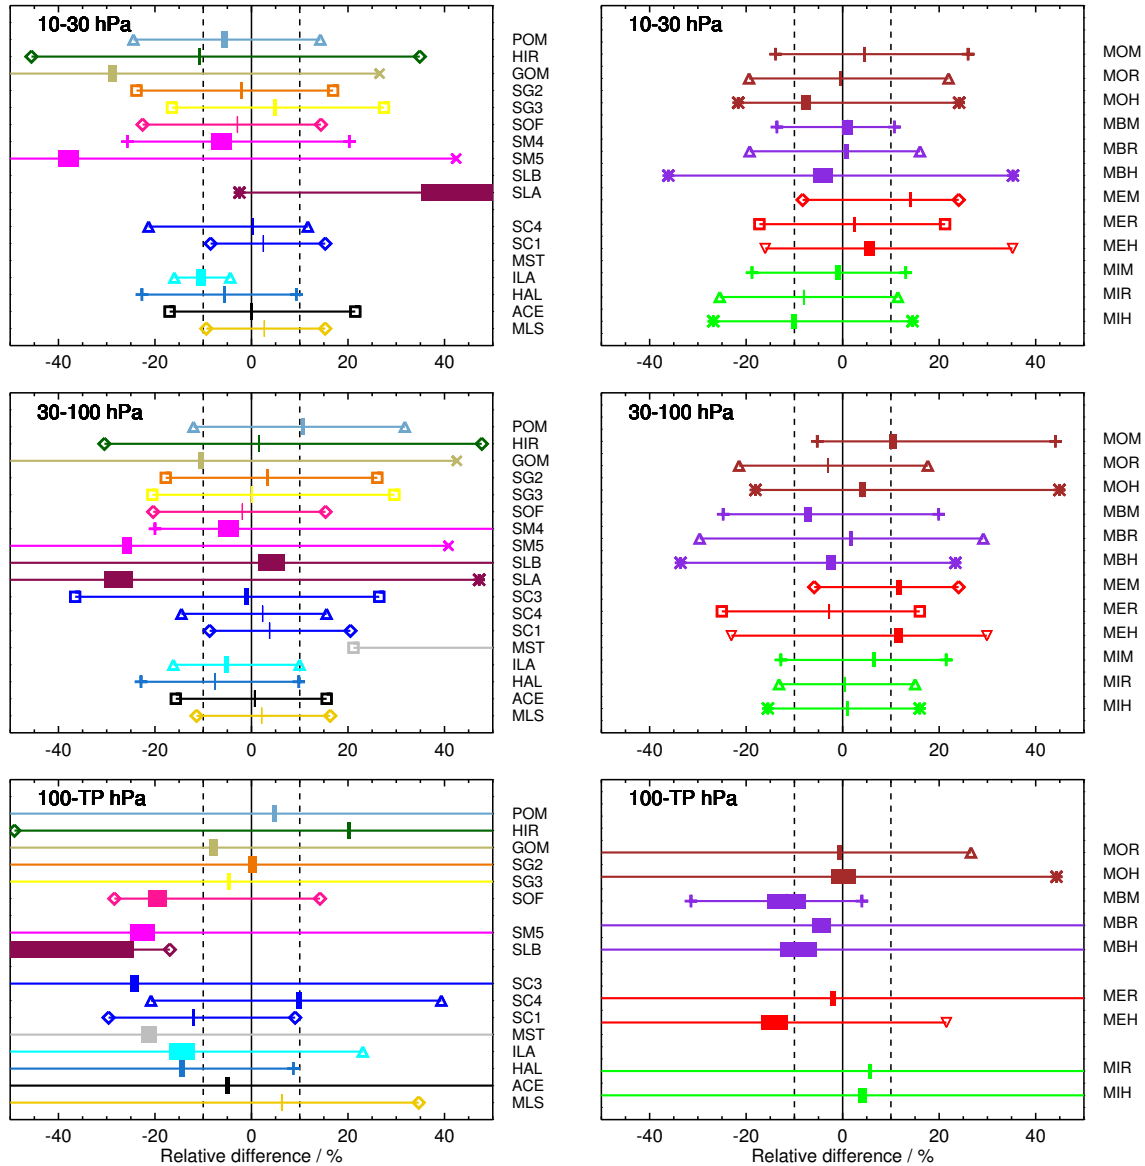 10-30 hPa
POM
HIR
GOM
SG2
SG3
SOF
SM4
SM5
SLB
SLA
SC4
SC1
MST
ILA
HAL
ACE
MLS
-40 -20 0 20 40
10-30 hPa
MOM
MOR
MOH
MBM
MBR
MBH
MEM
MER
MEH
MIM
MIR
MIH
-40 -20 0 20 40
30-100 hPa
POM
HIR
GOM
SG2
SG3
SOF
SM4
SM5
SLB
SLA
SC3
SC4
SC1
MST
ILA
HAL
ACE
MLS
-40 -20 0 20 40
30-100 hPa
MOM
MOR
MOH
MBM
MBR
MBH
MEM
MER
MEH
MIM
MIR
MIH
-40 -20 0 20 40
100-TP hPa
POM
HIR
GOM
SG2
SG3
SOF
SM5
SLB
SC3
SC4
SC1
MST
ILA
HAL
ACE
MLS
-40 -20 0 20 40
Relative difference / %
100-TP hPa
MOR
MOH
MBM
MBR
MBH
MER
MEH
MIR
MIH
-40 -20 0 20 40
Relative difference / %